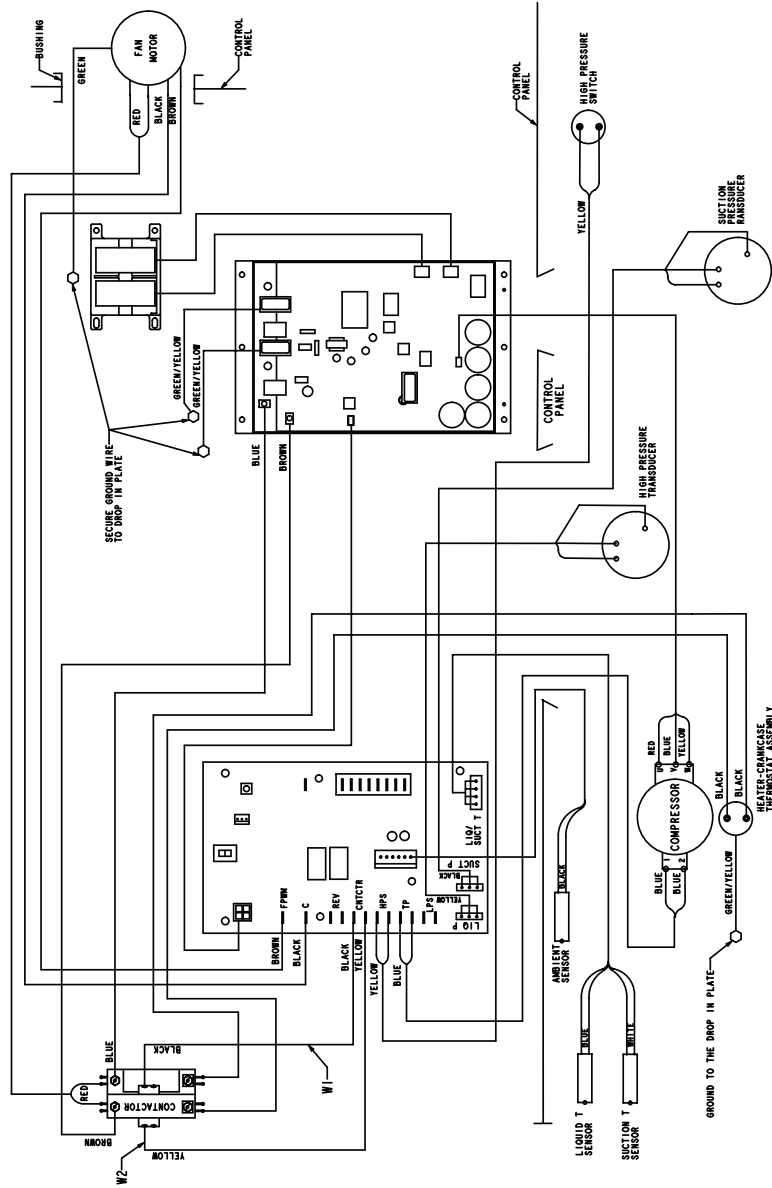 BUSHING
GREEN
FAN
MOTOR
CONTROL
PANEL
RED
BLACK
BROWN
CONTROL
PANEL
HIGH PRESSURE
SWITCH
YELLOW
SUCTION
PRESSURE
RANSDUCER
GREEN/YELLOW
GREEN/YELLOW
SECURE GROUND WIRE
TO DROP IN PLATE
BLUE
BROWN
CONTROL
PANEL
HIGH PRESSURE
TRANSDUCER
RED
BLUE
YELLOW
U
V
W
COMPRESSOR
1
2
BLUE
BLUE
BLACK
BLACK
HEATER-CRANKCASE
THERMOSTAT ASSEMBLY
GREEN/YELLOW
GROUND TO THE DROP IN PLATE
LIQ/
SUCT T
SUCT P
BLACK
YELLOW
LIQ P
FPWM
C
REV
CNTCTR
HPS
TP
LPS
BROWN
BLACK
BLACK
YELLOW
YELLOW
BLUE
BLACK
AMBIENT
SENSOR
BLUE
WHITE
LIQUID T
SENSOR
SUCTION T
SENSOR
BLUE
BLACK
W1
RED
CONTACTOR
BROWN
YELLOW
W2